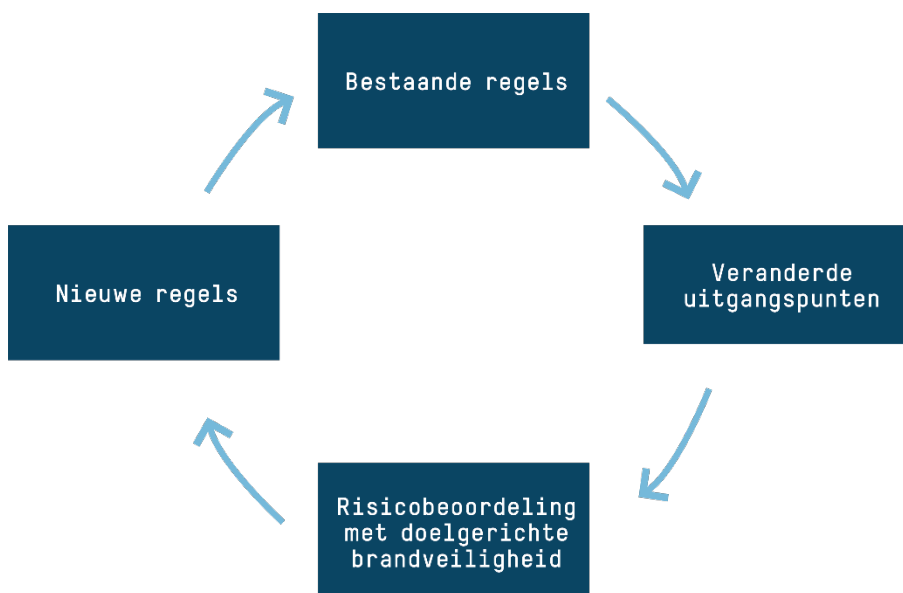 Bestaande regels
Veranderde
uitgangspunten
Risicobeoordeling
met doelgerichte
brandveiligheid
Nieuwe regels